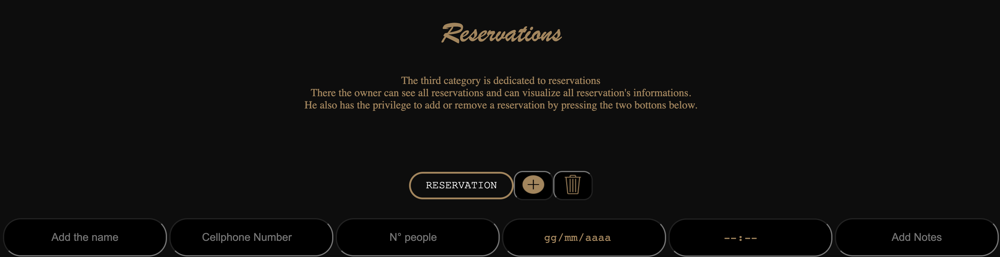 Reservations
The third category is dedicated to reservations
There the owner can see all reservations and can visualize all reservation's informations.
He also has the privilege to add or remove a reservation by pressing the two bottons below.
RESERVATION
Add the name
Cellphone Number
N° people
gg/mm/aaaa
--:--
Add Notes